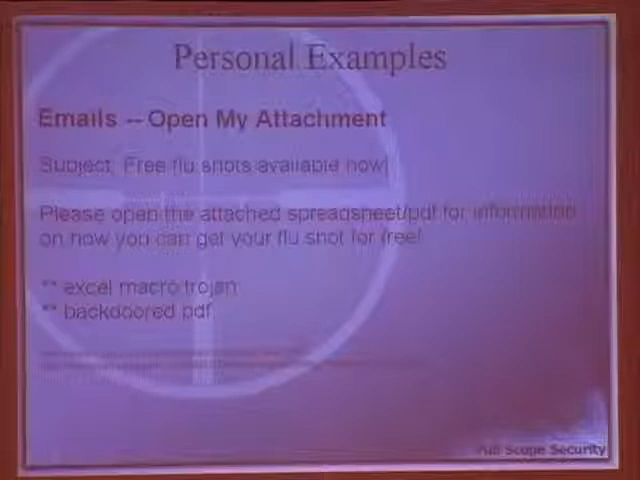 Personal Examples
Emails -- Open My Attachment
Subject: Free flu shots available now!
Please open the attached spreadsheet/pdf for information
on how you can get your flu shot for free!
** excel macro trojan
** backdoored pdf
Full Scope Security